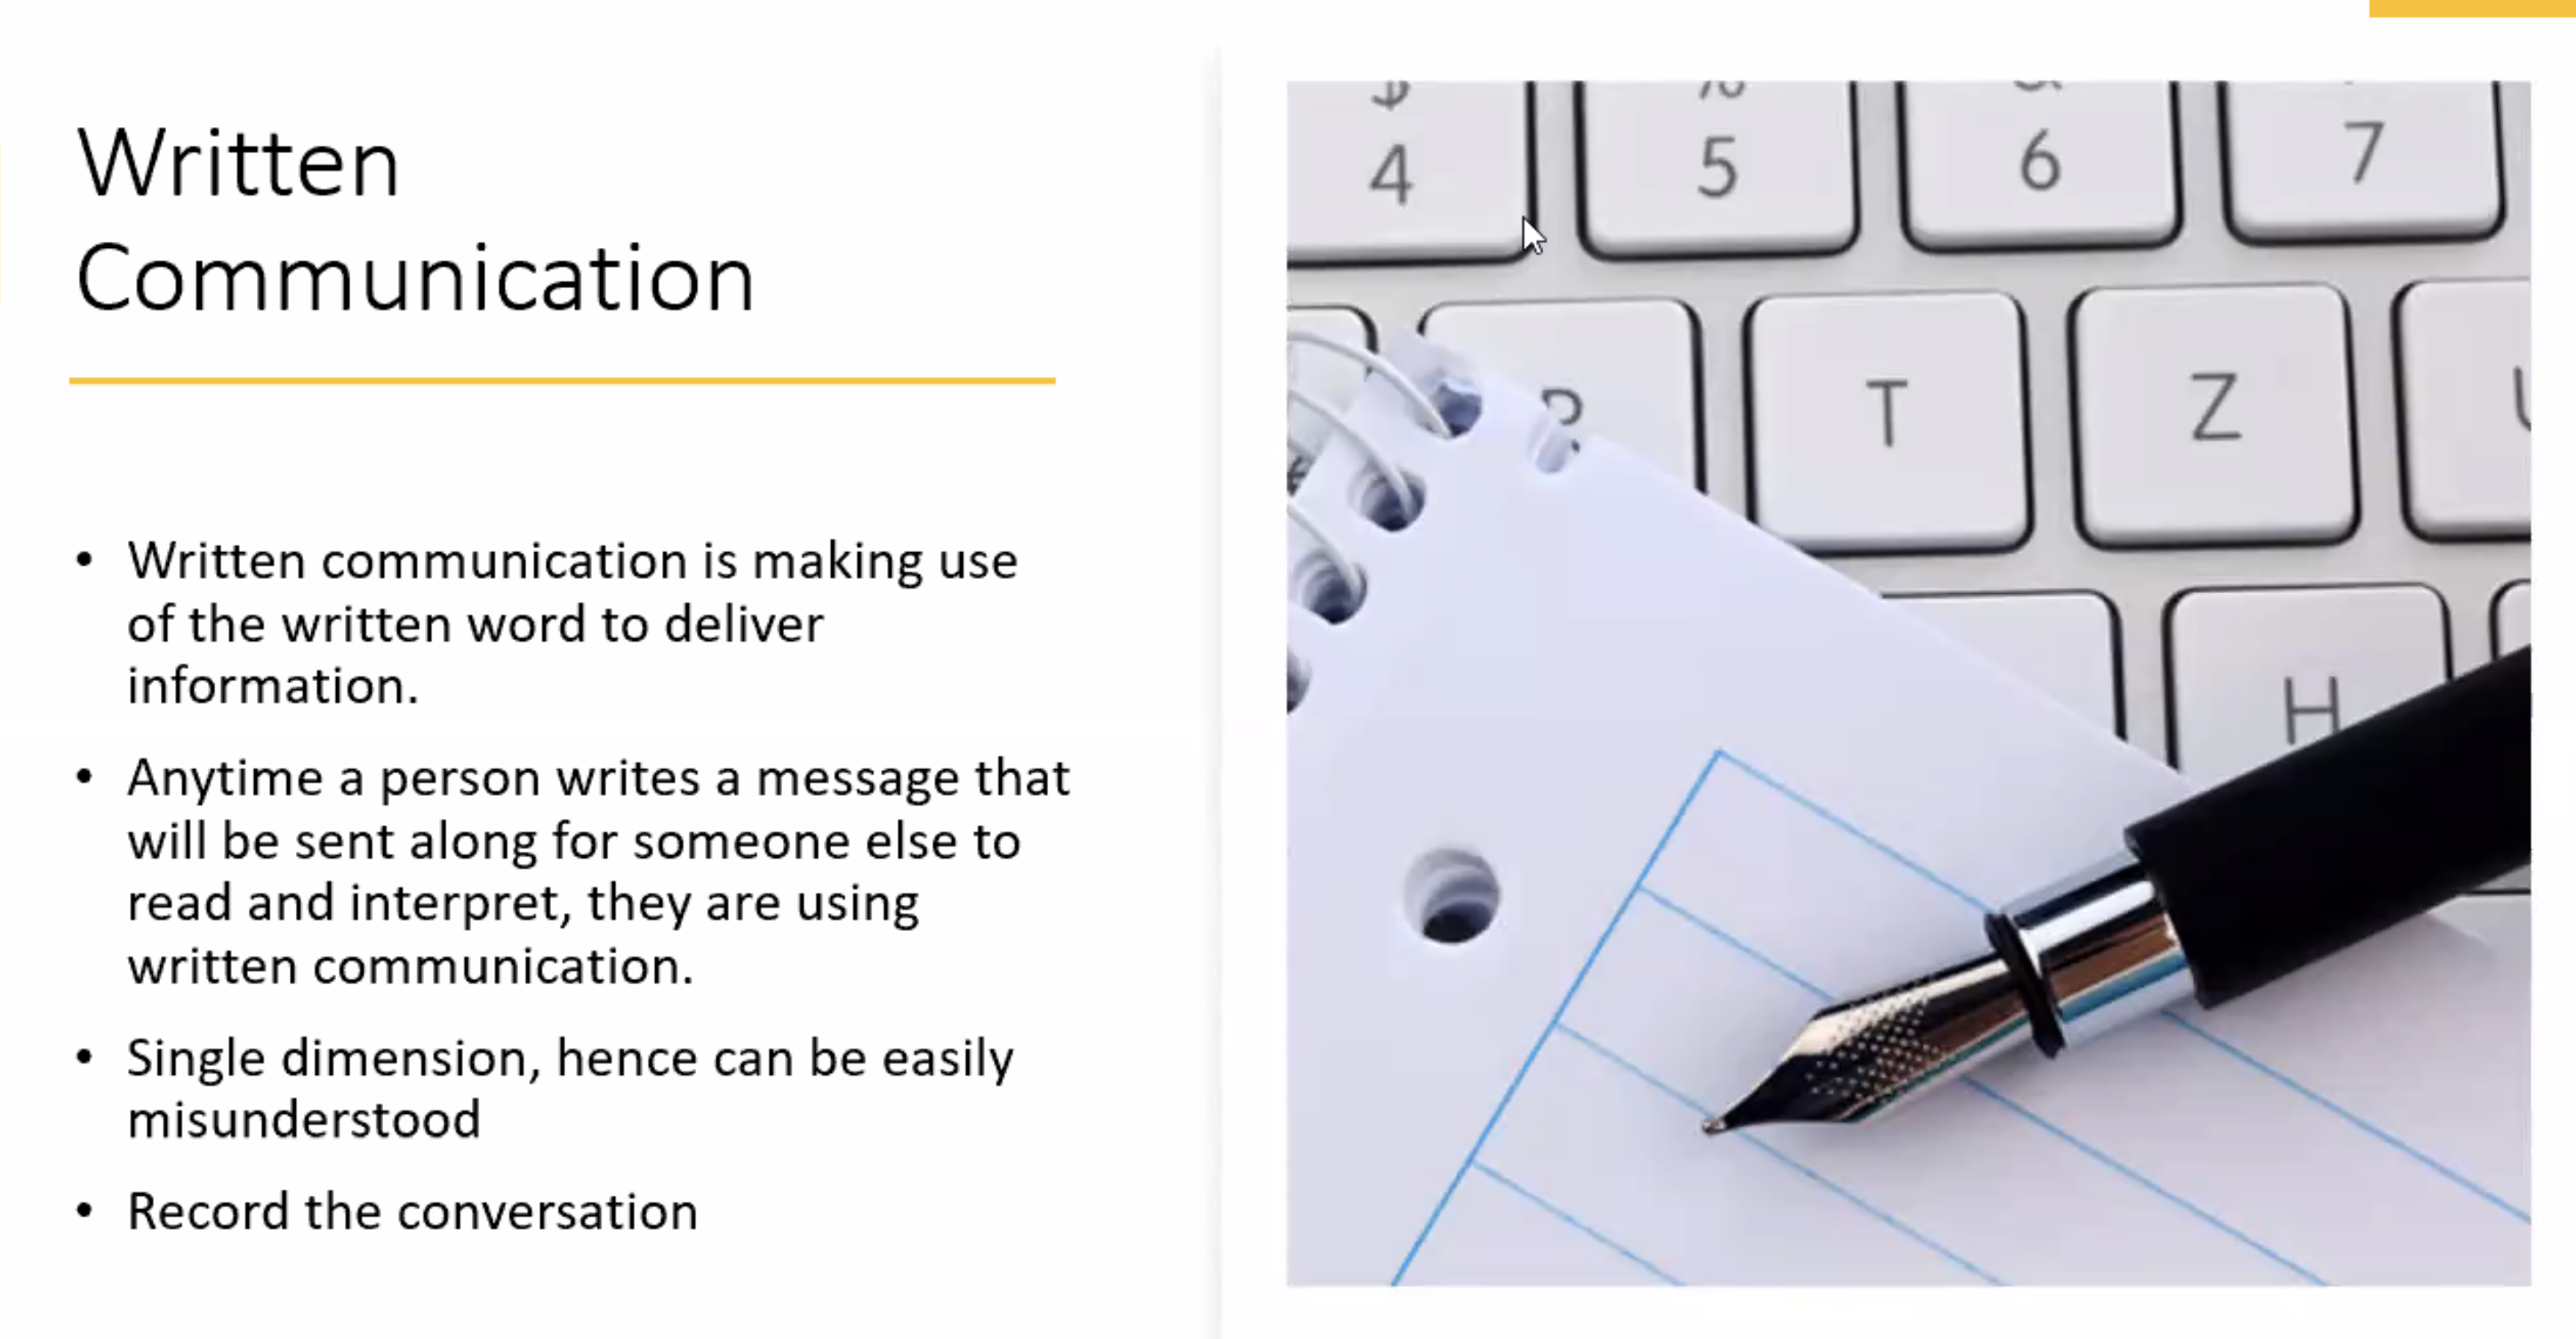 Written
Communication
• Written communication is making use
of the written word to deliver
information.
• Anytime a person writes a message that
will be sent along for someone else to
read and interpret, they are using
written communication.
• Single dimension, hence can be easily
misunderstood
• Record the conversation
$ % &
4 5 6 7
R T Z U
H